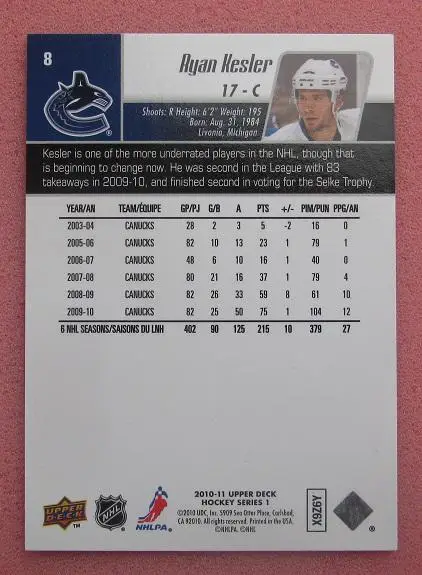 8
Ryan Kesler
17 - C
Shoots: R Height: 6'2" Weight: 195
Born: Aug. 31, 1984
Livonia, Michigan
Kesler is one of the more underrated players in the NHL, though that
is beginning to change now. He was second in the League with 83
takeaways in 2009-10, and finished second in voting for the Selke Trophy.
YEAR/AN TEAM/ÉQUIPE GP/PJ G/B A PTS +/- PIM/PUN PPG/AN
2003-04 CANUCKS 28 2 3 5 -2 16 0
2005-06 CANUCKS 82 10 13 23 1 79 1
2006-07 CANUCKS 48 6 10 16 1 40 0
2007-08 CANUCKS 80 21 16 37 1 79 4
2008-09 CANUCKS 82 26 33 59 8 61 10
2009-10 CANUCKS 82 25 50 75 1 104 12
6 NHL SEASONS/SAISONS DU LNH 402 90 125 215 10 379 27
UPPER DECK TM
NHL
NHLPA.
2010-11 UPPER DECK
HOCKEY SERIES 1
©2010 UDC, Inc. 5909 Sea Otter Place, Carlsbad,
CA 92010. All rights reserved. Printed in the USA.
©NHLPA. ©NHL
X9Z6Y
®